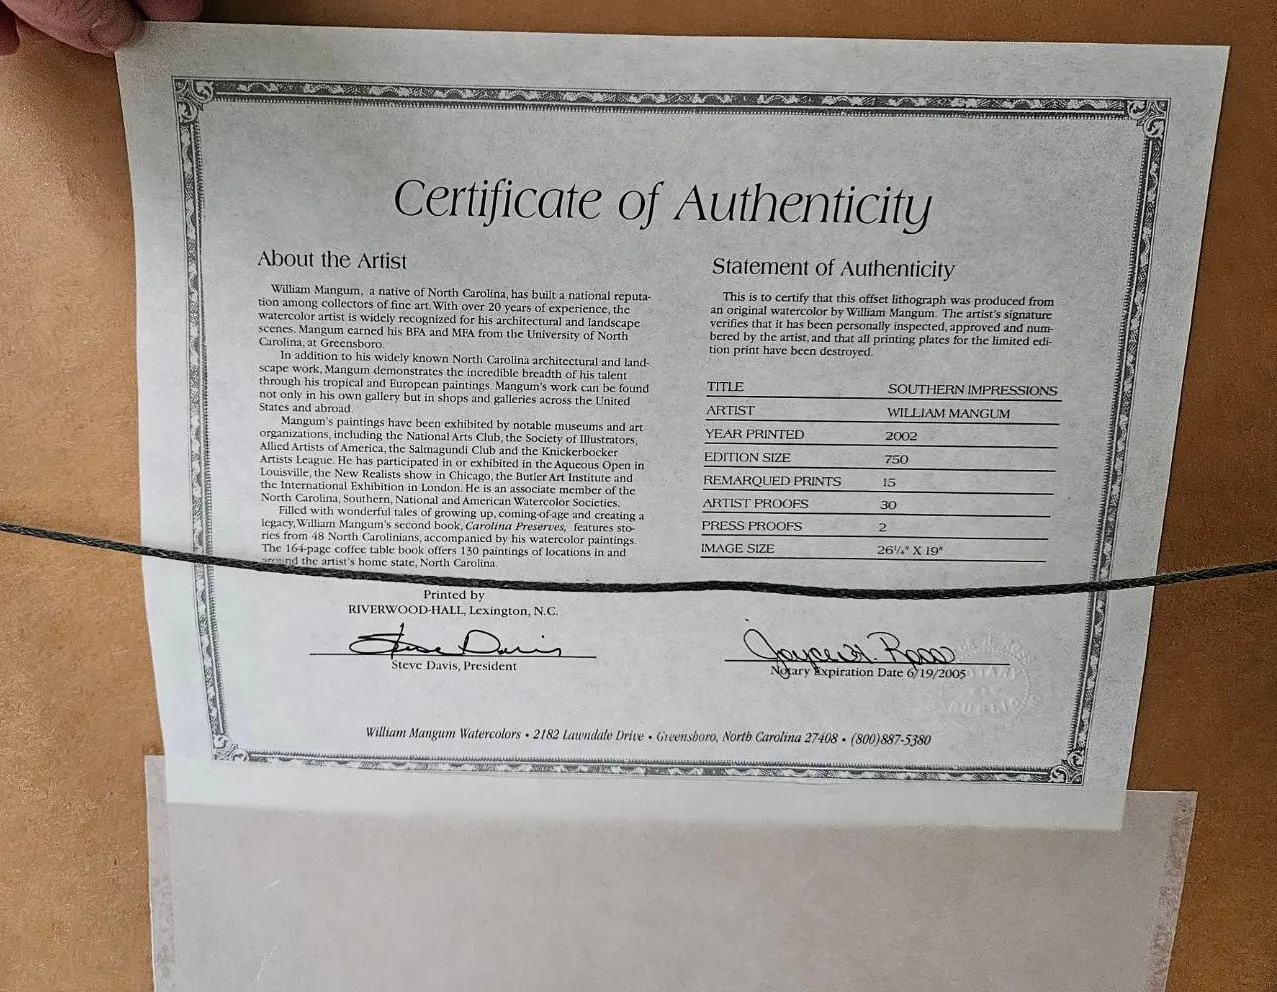 Certificate of Authenticity
About the Artist
William Mangum, a native of North Carolina, has built a national reputa-
tion among collectors of fine art. With over 20 years of experience, the
watercolor artist is widely recognized for his architectural and landscape
scenes. Mangum earned his BFA and MFA from the University of North
Carolina, at Greensboro.
In addition to his widely known North Carolina architectural and land-
scape work, Mangum demonstrates the incredible breadth of his talent
through his tropical and European paintings. Mangum's work can be found
not only in his own gallery but in shops and galleries across the United
States and abroad.
Mangum's paintings have been exhibited by notable museums and art
organizations, including the National Arts Club, the Society of Illustrators,
Allied Artists of America, the Salmagundi Club and the Knickerbocker
Artists League. He has participated in or exhibited in the Aqueous Open in
Louisville, the New Realists show in Chicago, the Butler Art Institute and
the International Exhibition in London. He is an associate member of the
North Carolina, Southern, National and American Watercolor Societies.
Filled with wonderful tales of growing up, coming-of-age and creating a
legacy, William Mangum's second book, Carolina Preserves, features sto-
ries from 48 North Carolinians, accompanied by his watercolor paintings.
The 164-page coffee table book offers 130 paintings of locations in and
around the artist's home state, North Carolina.
Printed by
RIVERWOOD-HALL, Lexington, N.C.
Steve Davis
Steve Davis, President
Statement of Authenticity
This is to certify that this offset lithograph was produced from
an original watercolor by William Mangum. The artist's signature
verifies that it has been personally inspected, approved and num-
bered by the artist, and that all printing plates for the limited edi-
tion print have been destroyed.
TITLE SOUTHERN IMPRESSIONS
ARTIST WILLIAM MANGUM
YEAR PRINTED 2002
EDITION SIZE 750
REMARQUED PRINTS 15
ARTIST PROOFS 30
PRESS PROOFS 2
IMAGE SIZE 26¼" X 19"
Joyce H. Ross
Notary Expiration Date 6/19/2005
NOTARY
PUBLIC
William Mangum Watercolors • 2182 Lawndale Drive • Greensboro, North Carolina 27408 • (800)887-5380